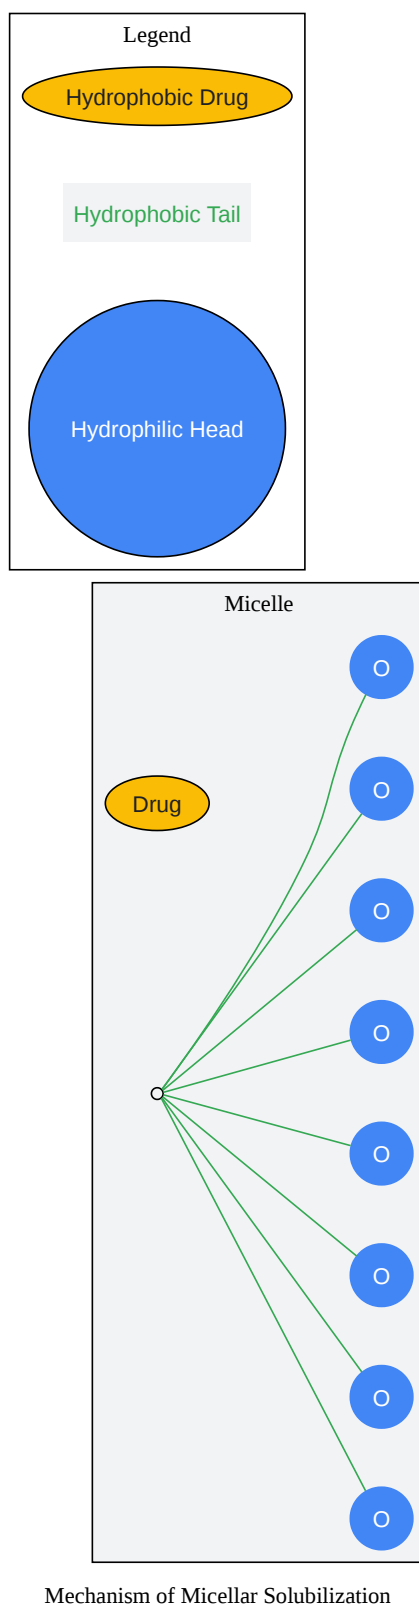 Legend
Hydrophobic Drug
Hydrophobic Tail
Hydrophilic Head
Micelle
O
O
Drug
O
O
O
O
O
O
Mechanism of Micellar Solubilization